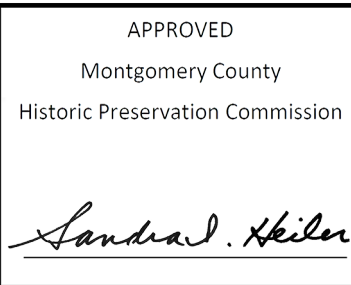 APPROVED
Montgomery County
Historic Preservation Commission
Sandra I. Heiler